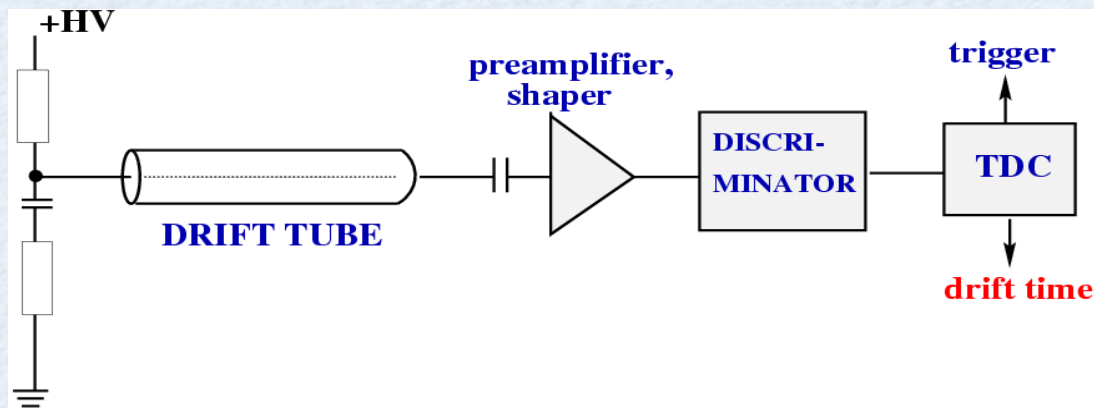 +HV
preamplifier,
shaper
trigger
DISCRI-
MINATOR
TDC
DRIFT TUBE
drift time